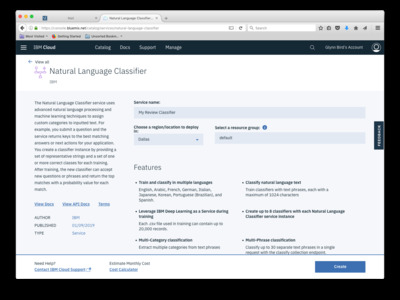 Natural Language Classifier...
IBM Cloud
Catalog
Docs
Support
Manage
Glynn Bird's Account
View all
Natural Language Classifier
IBM
The Natural Language Classifier service uses
advanced natural language processing and
machine learning techniques to assign
custom categories to inputted text. For
example, you submit a question and the
service returns keys to the best matching
answers or next actions for your application.
You create a classifier instance by providing a
set of representative strings and a set of one
or more correct classes for each training.
After training, the new classifier can accept
new questions or phrases and return the top
matches with a probability value for each
match.
View Docs
View API Docs
Terms
AUTHOR
IBM
PUBLISHED
TYPE
Service
Service name:
My Review Classifier
Choose a region/location to deploy
in:
Dallas
Select a resource group:
default
FEEDBACK
Features
• Train and classify in multiple languages
English, Arabic, French, German, Italian,
Japanese, Korean, Portuguese (Brazilian), and
Spanish.
• Classify natural language text
Train classifiers with text phrases, each with a
maximum of 1024 characters
• Leverage IBM Deep Learning as a Service during
training
Each .csv file used in training can contain up to
20,000 records.
• Create up to 8 classifiers with each Natural Language
Classifier service instance
• Multi-Category classification
Extract multiple categories from text phrases
• Multi-Phrase classification
Classify up to 30 separate text phrases in a single
request with the classify collection endpoint
Need Help?
Contact IBM Cloud Support
Estimate Monthly Cost
Cost Calculator
Create